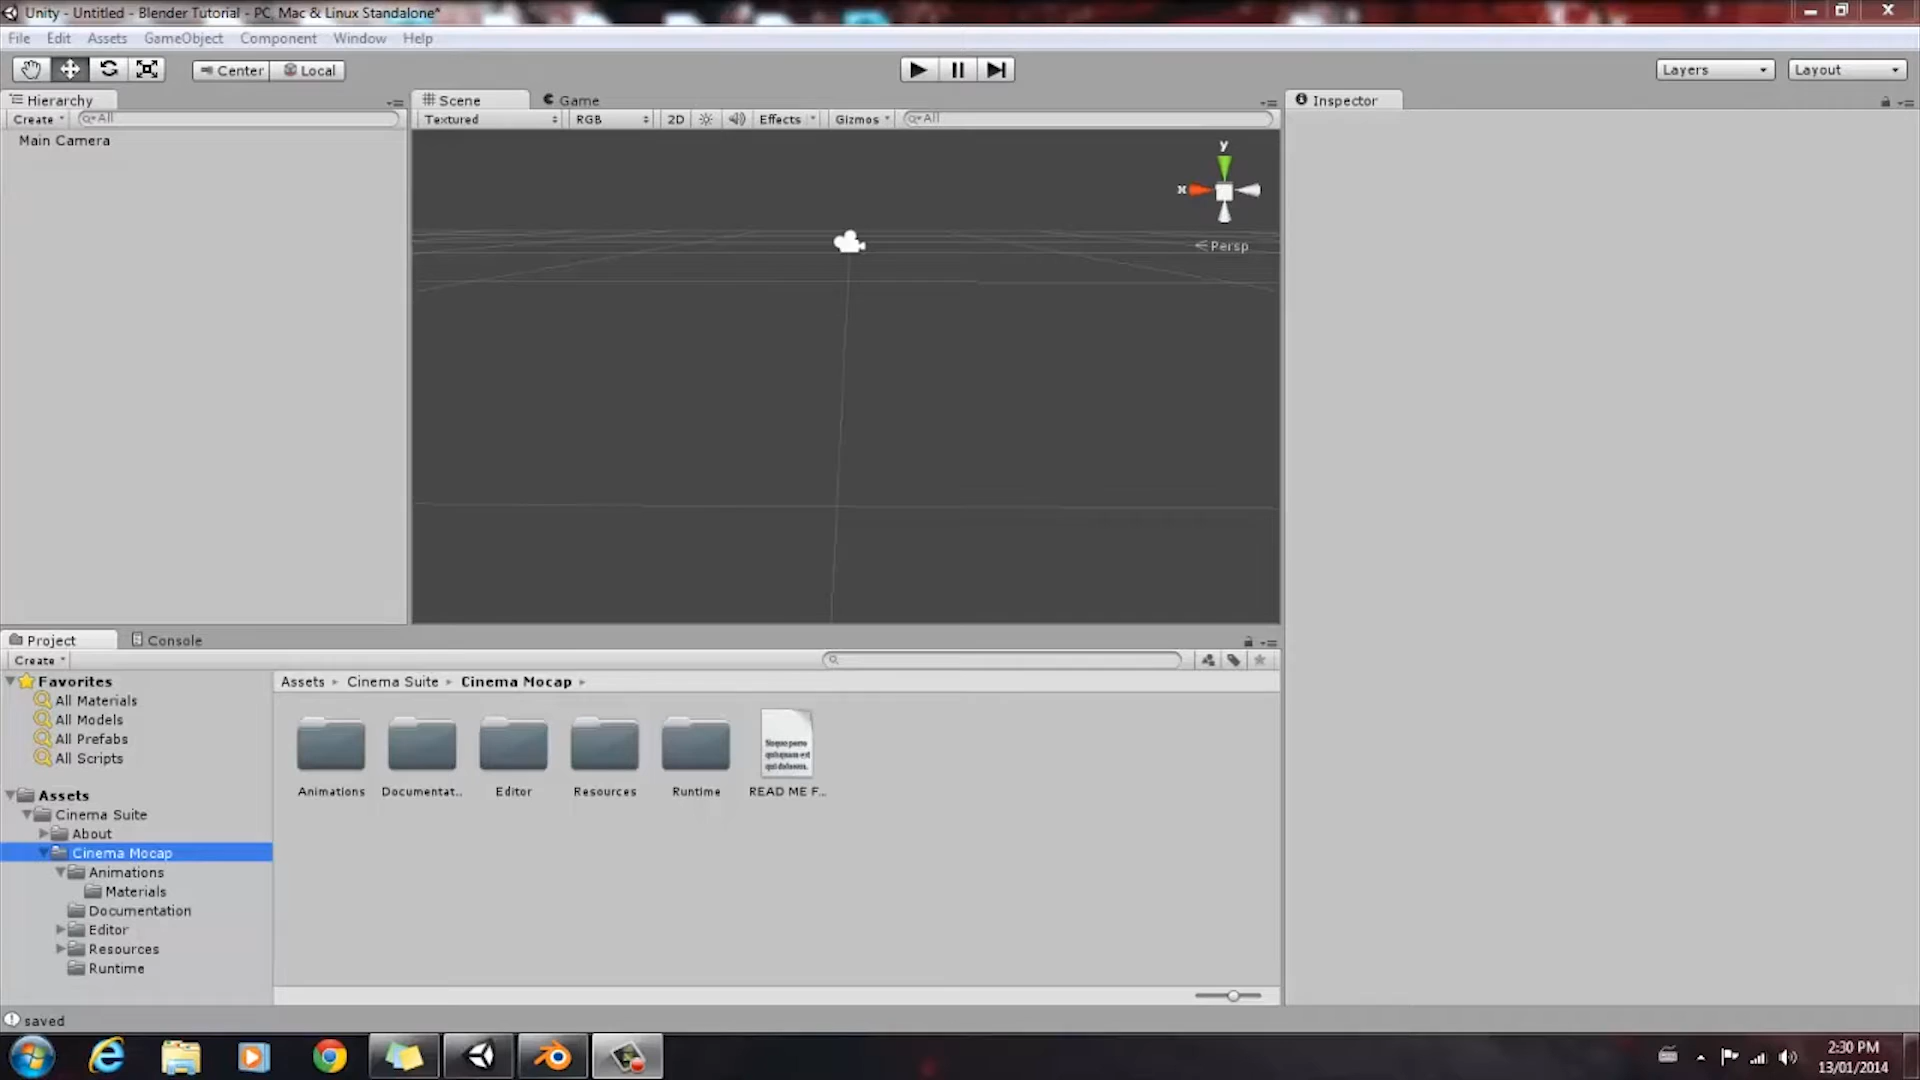 Unity - Untitled - Blender Tutorial - PC, Mac & Linux Standalone*
File Edit Assets GameObject Component Window Help
Center Local Layers Layout
Hierarchy
Create All
Main Camera
Scene Game
Textured RGB 2D Effects Gizmos All
y
x
Persp
Inspector
Project Console
Create
Favorites
All Materials
All Models
All Prefabs
All Scripts
Assets
Cinema Suite
About
Cinema Mocap
Animations
Materials
Documentation
Editor
Resources
Runtime
Assets Cinema Suite Cinema Mocap
Animations Documentat... Editor Resources Runtime READ ME F...
saved
2:30 PM
13/01/2014